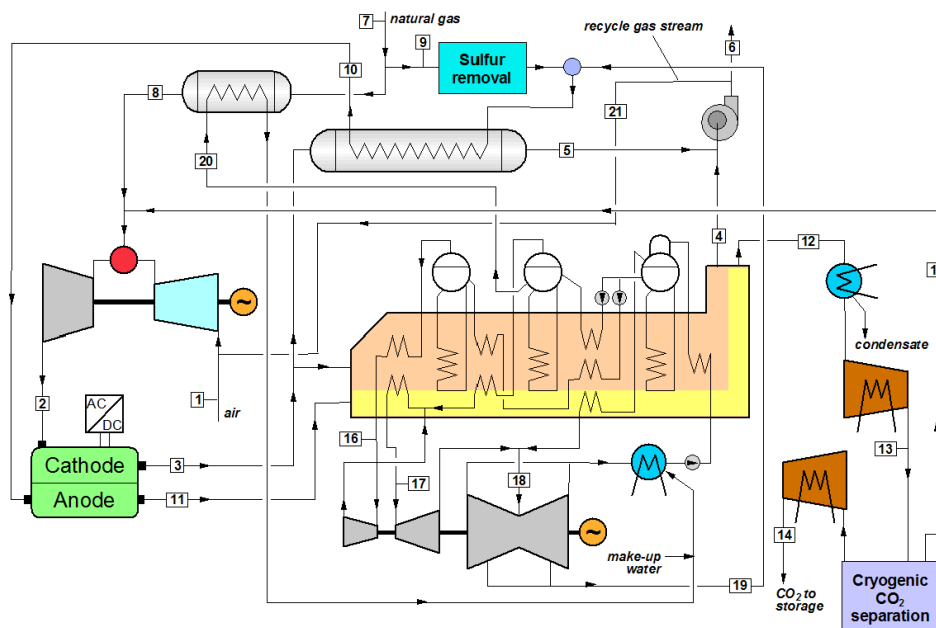 7
natural gas
recycle gas stream
6
9
10
Sulfur
removal
8
21
5
20
4
12
1
condensate
2
1
air
AC
DC
16
13
Cathode
3
17
Anode
11
18
~
~
14
make-up
water
19
CO2 to
storage
Cryogenic
CO2
separation